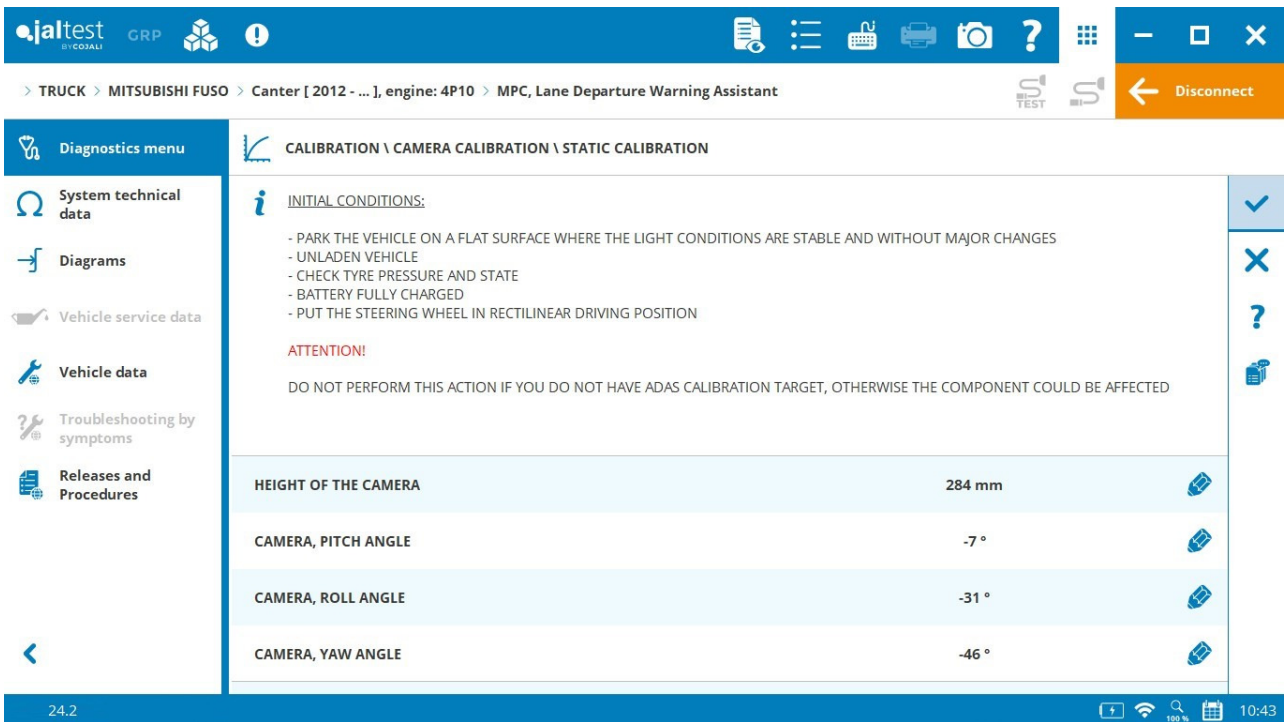 jaltest GRP
BY COJALI
> TRUCK > MITSUBISHI FUSO > Canter [ 2012 - ... ], engine: 4P10 > MPC, Lane Departure Warning Assistant
TEST
Disconnect
Diagnostics menu
System technical
data
Diagrams
Vehicle service data
Vehicle data
Troubleshooting by
symptoms
Releases and
Procedures
CALIBRATION \ CAMERA CALIBRATION \ STATIC CALIBRATION
INITIAL CONDITIONS:
- PARK THE VEHICLE ON A FLAT SURFACE WHERE THE LIGHT CONDITIONS ARE STABLE AND WITHOUT MAJOR CHANGES
- UNLADEN VEHICLE
- CHECK TYRE PRESSURE AND STATE
- BATTERY FULLY CHARGED
- PUT THE STEERING WHEEL IN RECTILINEAR DRIVING POSITION
ATTENTION!
DO NOT PERFORM THIS ACTION IF YOU DO NOT HAVE ADAS CALIBRATION TARGET, OTHERWISE THE COMPONENT COULD BE AFFECTED
HEIGHT OF THE CAMERA 284 mm
CAMERA, PITCH ANGLE -7 °
CAMERA, ROLL ANGLE -31 °
CAMERA, YAW ANGLE -46 °
24.2
100 %
10:43